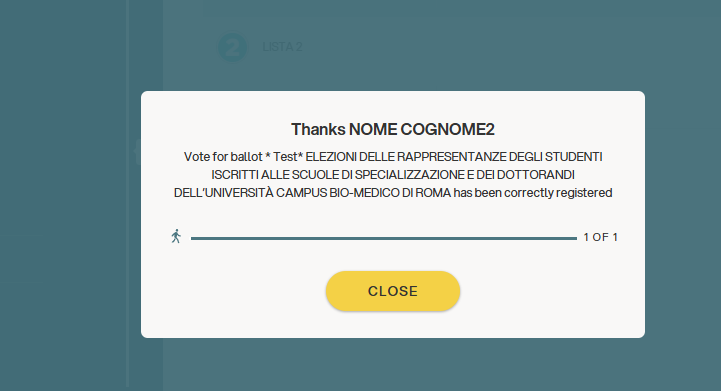 2 LISTA 2
Thanks NOME COGNOME2
Vote for ballot * Test* ELEZIONI DELLE RAPPRESENTANZE DEGLI STUDENTI
ISCRITTI ALLE SCUOLE DI SPECIALIZZAZIONE E DEI DOTTORANDI
DELL'UNIVERSITÀ CAMPUS BIO-MEDICO DI ROMA has been correctly registered
1 OF 1
CLOSE